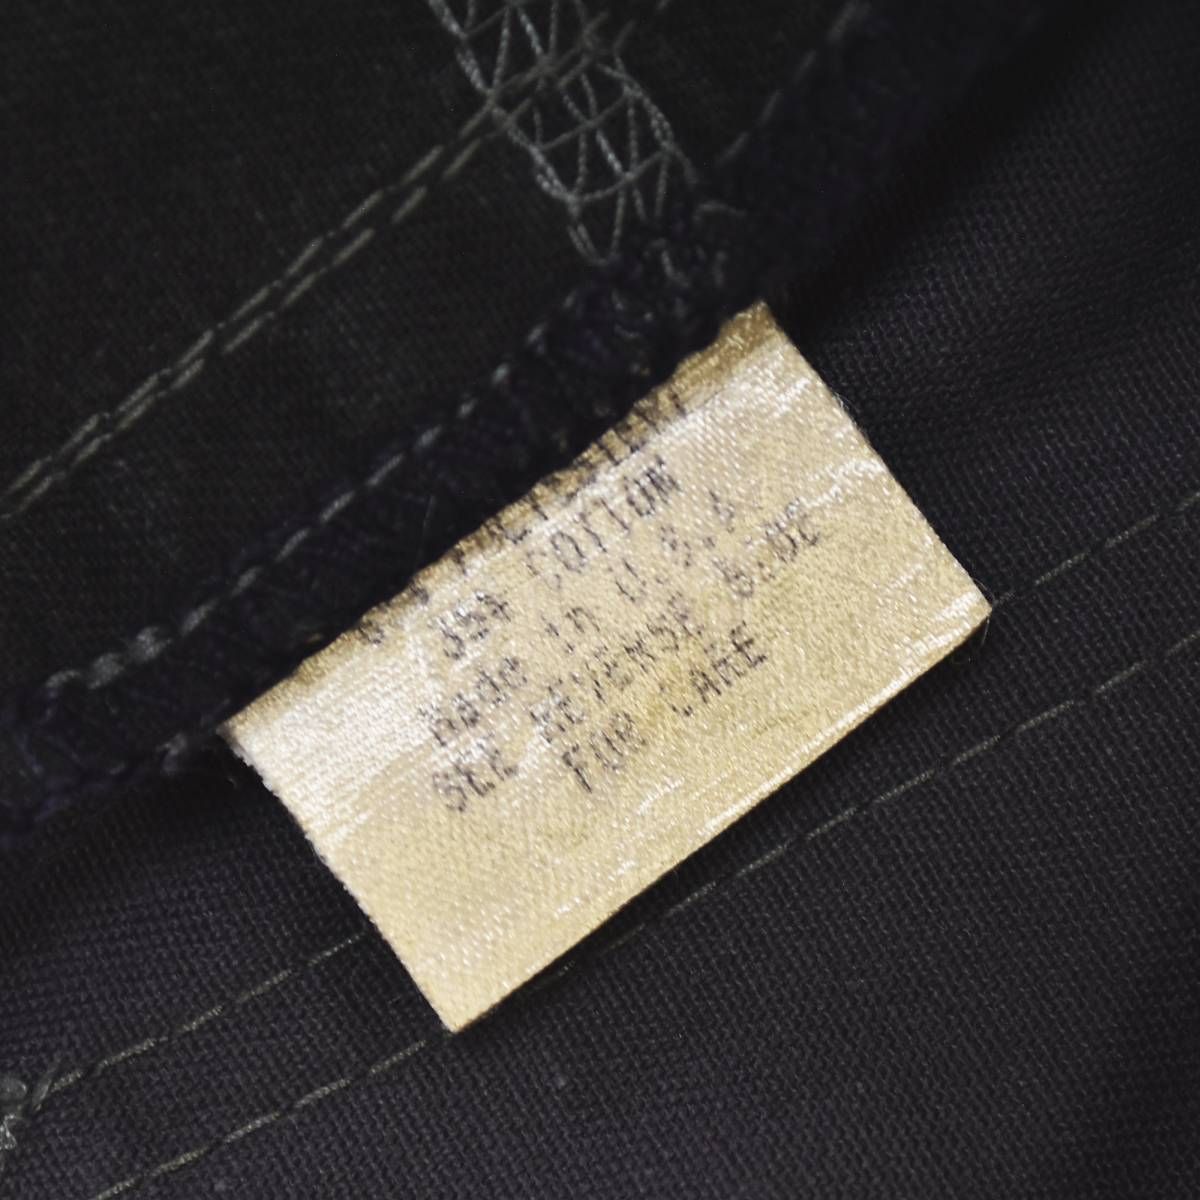 35% COTTON
Made in U.S.A
SEE REVERSE SIDE
FOR CARE